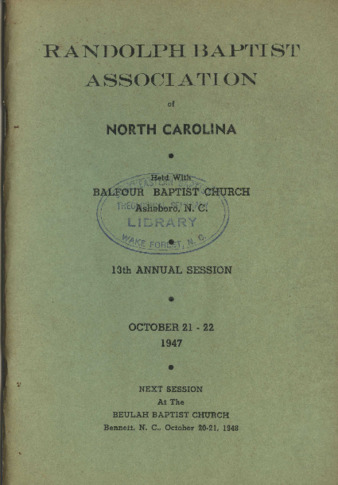 RANDOLPH BAPTIST
ASSOCIATION
of
NORTH CAROLINA
Held With
BALFOUR BAPTIST CHURCH
Asheboro, N. C.
LIBRARY
WAKE FOREST, N. C.
13th ANNUAL SESSION
OCTOBER 21 - 22
1947
NEXT SESSION
At The
BEULAH BAPTIST CHURCH
Bennett, N. C., October 20-21, 1948